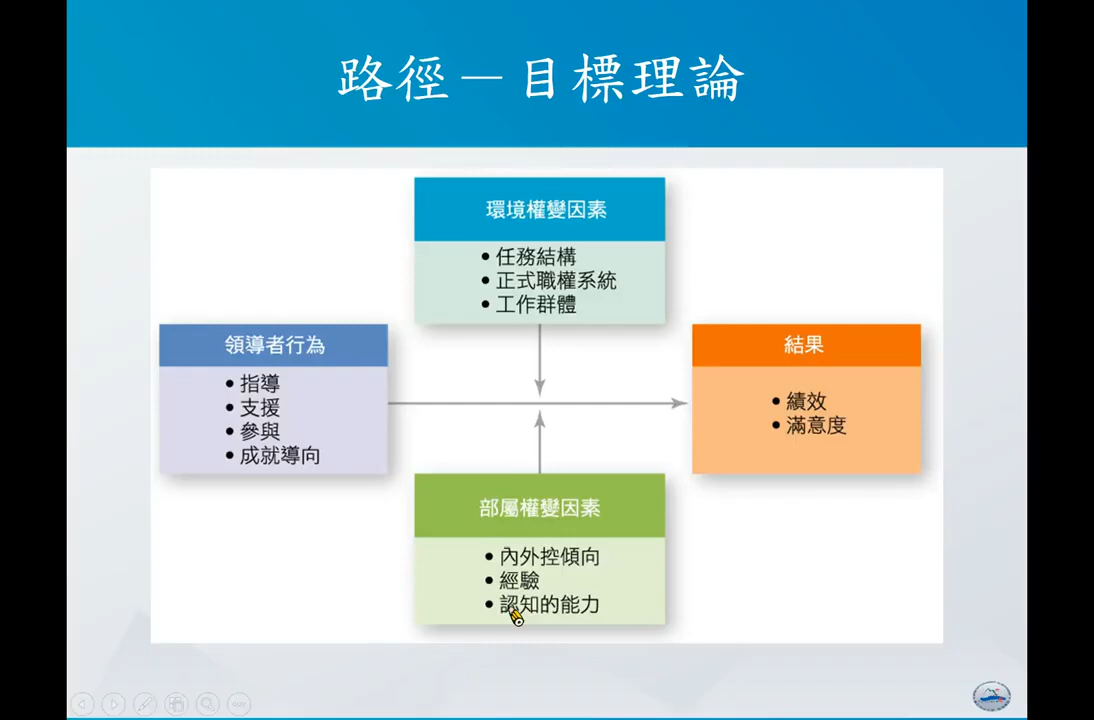 路徑－目標理論
環境權變因素
• 任務結構
• 正式職權系統
• 工作群體
領導者行為
• 指導
• 支援
• 參與
• 成就導向
結果
• 績效
• 滿意度
部屬權變因素
• 內外控傾向
• 經驗
• 認知的能力